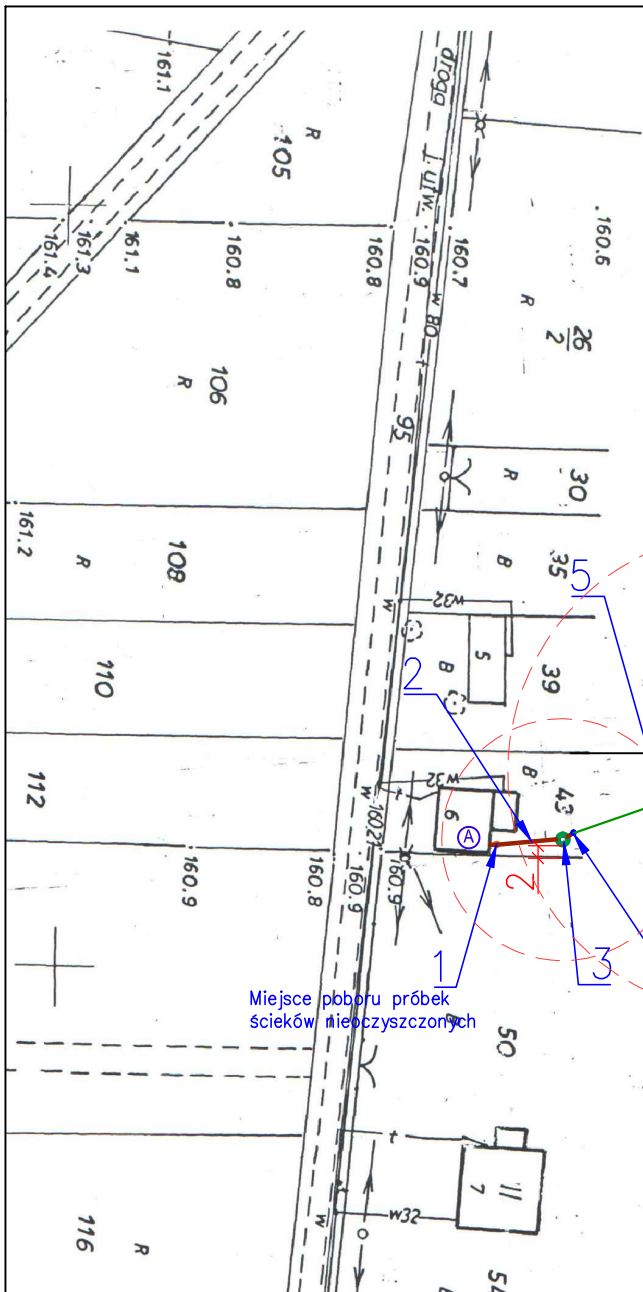 161.1
droga
j. utw.
R
105
.160.6
161.4
161.3
161.1
160.8
160.8
160.9
160.7
R
26
2
w 80
106
R
95
R
30
161.2
R
108
B
35
5
w
w32
5
B
39
2
110
w32
B
43
112
w
t
6
A
160.9
160.8
160.9
160.9
2
1
3
Miejsce poboru próbek
ścieków nieoczyszczonych
50
t
11
7
w32
w
116
R